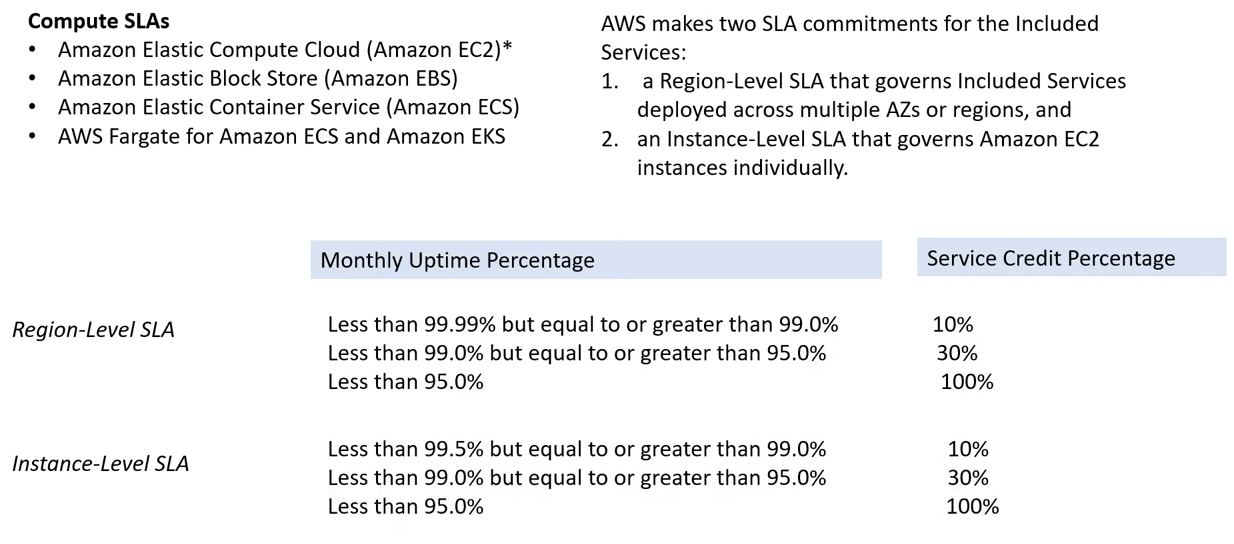 Compute SLAs
• Amazon Elastic Compute Cloud (Amazon EC2)*
• Amazon Elastic Block Store (Amazon EBS)
• Amazon Elastic Container Service (Amazon ECS)
• AWS Fargate for Amazon ECS and Amazon EKS
AWS makes two SLA commitments for the Included
Services:
1. a Region-Level SLA that governs Included Services
deployed across multiple AZs or regions, and
2. an Instance-Level SLA that governs Amazon EC2
instances individually.
Monthly Uptime Percentage Service Credit Percentage
Region-Level SLA
Less than 99.99% but equal to or greater than 99.0% 10%
Less than 99.0% but equal to or greater than 95.0% 30%
Less than 95.0% 100%
Instance-Level SLA
Less than 99.5% but equal to or greater than 99.0% 10%
Less than 99.0% but equal to or greater than 95.0% 30%
Less than 95.0% 100%